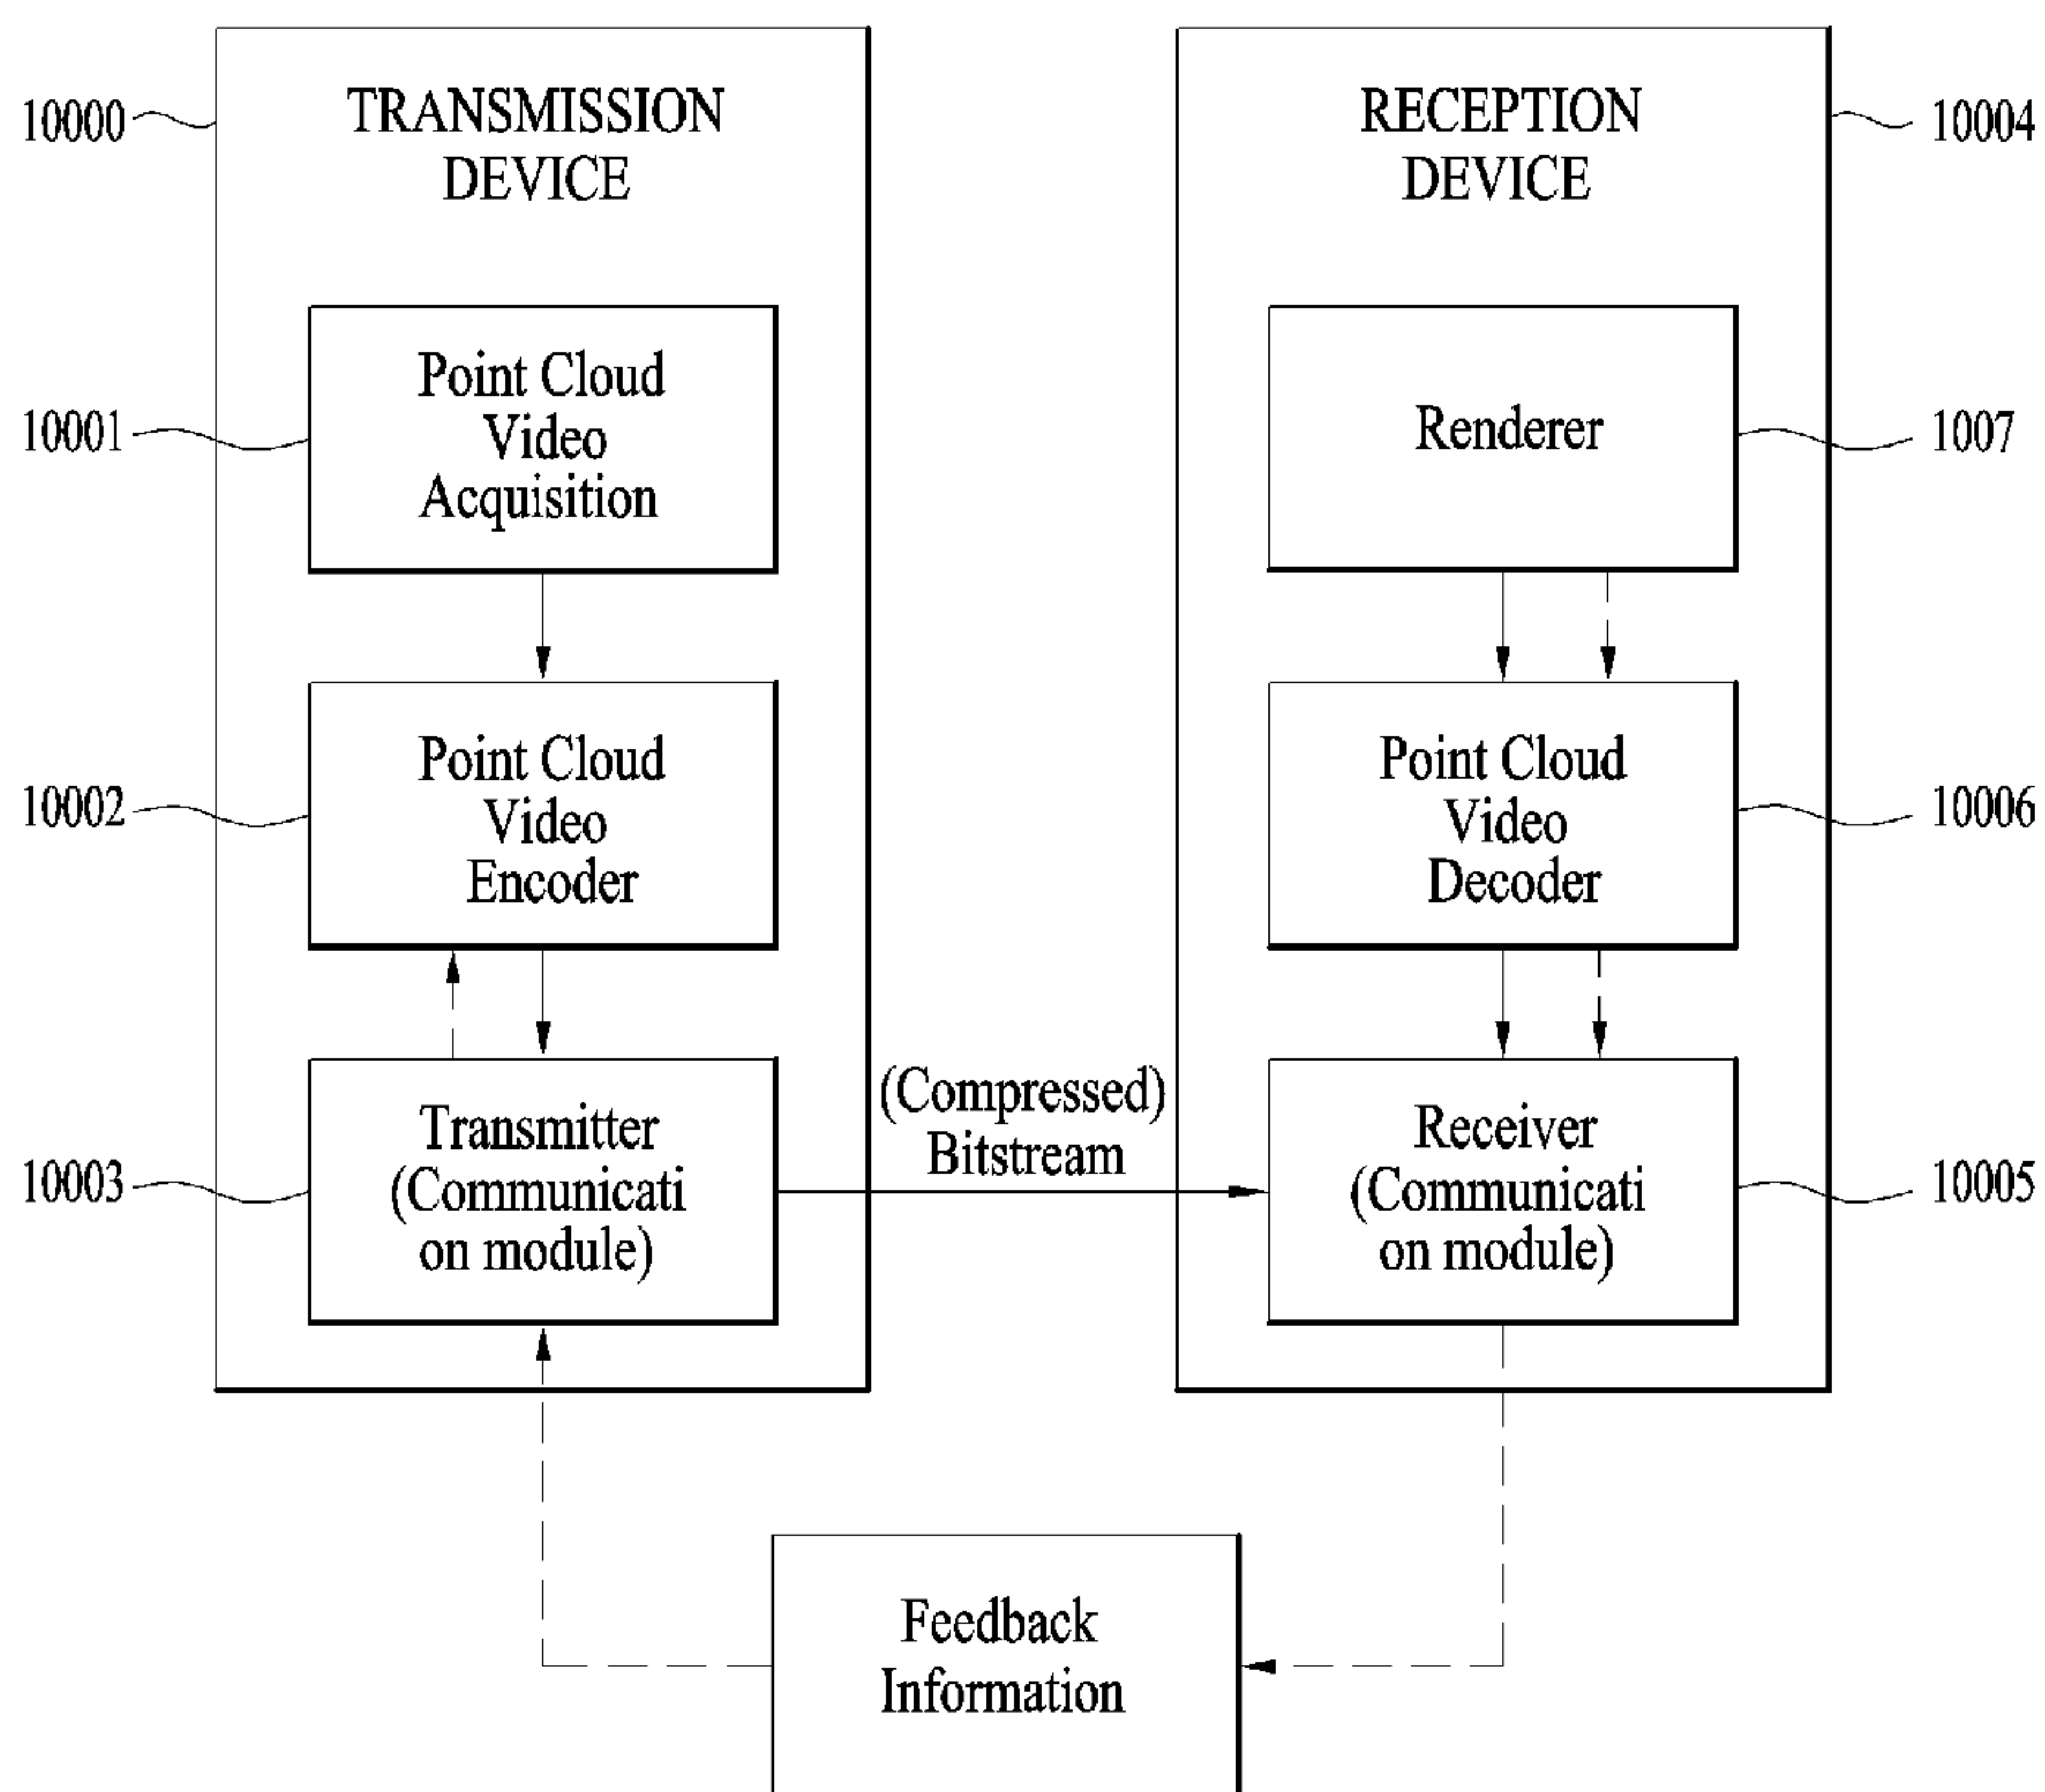 TRANSMISSION
DEVICE
10000
Point Cloud
Video
Acquisition
10001
Point Cloud
Video
Encoder
10002
Transmitter
(Communicati
on module)
10003
(Compressed)
Bitstream
RECEPTION
DEVICE
10004
Renderer
1007
Point Cloud
Video
Decoder
10006
Receiver
(Communicati
on module)
10005
Feedback
Information